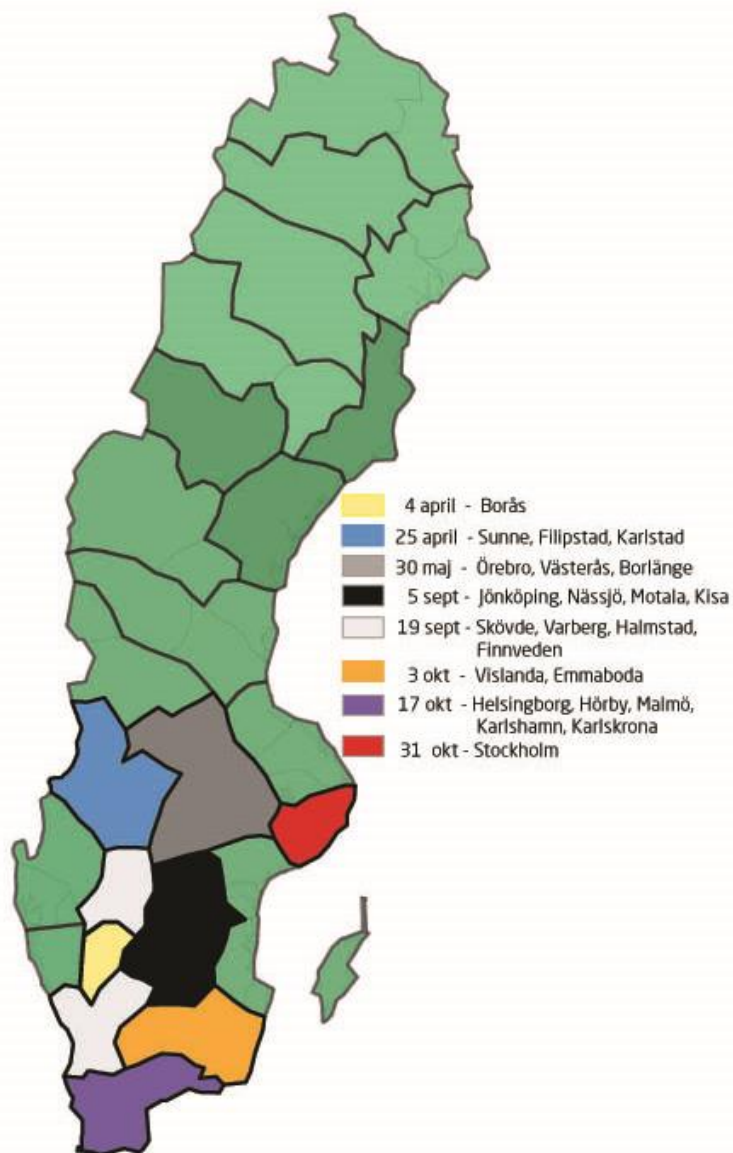 4 april - Borås
25 april - Sunne, Filipstad, Karlstad
30 maj - Örebro, Västerås, Borlänge
5 sept - Jönköping, Nässjö, Motala, Kisa
19 sept - Skövde, Varberg, Halmstad,
Finnveden
3 okt - Vislanda, Emmaboda
17 okt - Helsingborg, Hörby, Malmö,
Karlshamn, Karlskrona
31 okt - Stockholm